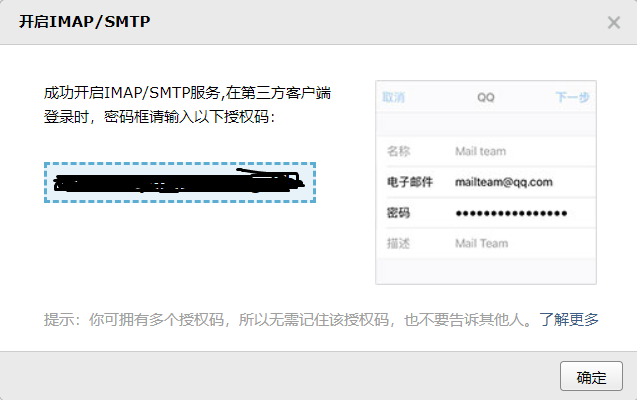 开启IMAP/SMTP
成功开启IMAP/SMTP服务,在第三方客户端
登录时，密码框请输入以下授权码：
取消 QQ 下一步
名称 Mail team
电子邮件 mailteam@qq.com
密码 ●●●●●●●●●●●●●●●●
描述 Mail Team
提示：你可拥有多个授权码，所以无需记住该授权码，也不要告诉其他人。了解更多
确定